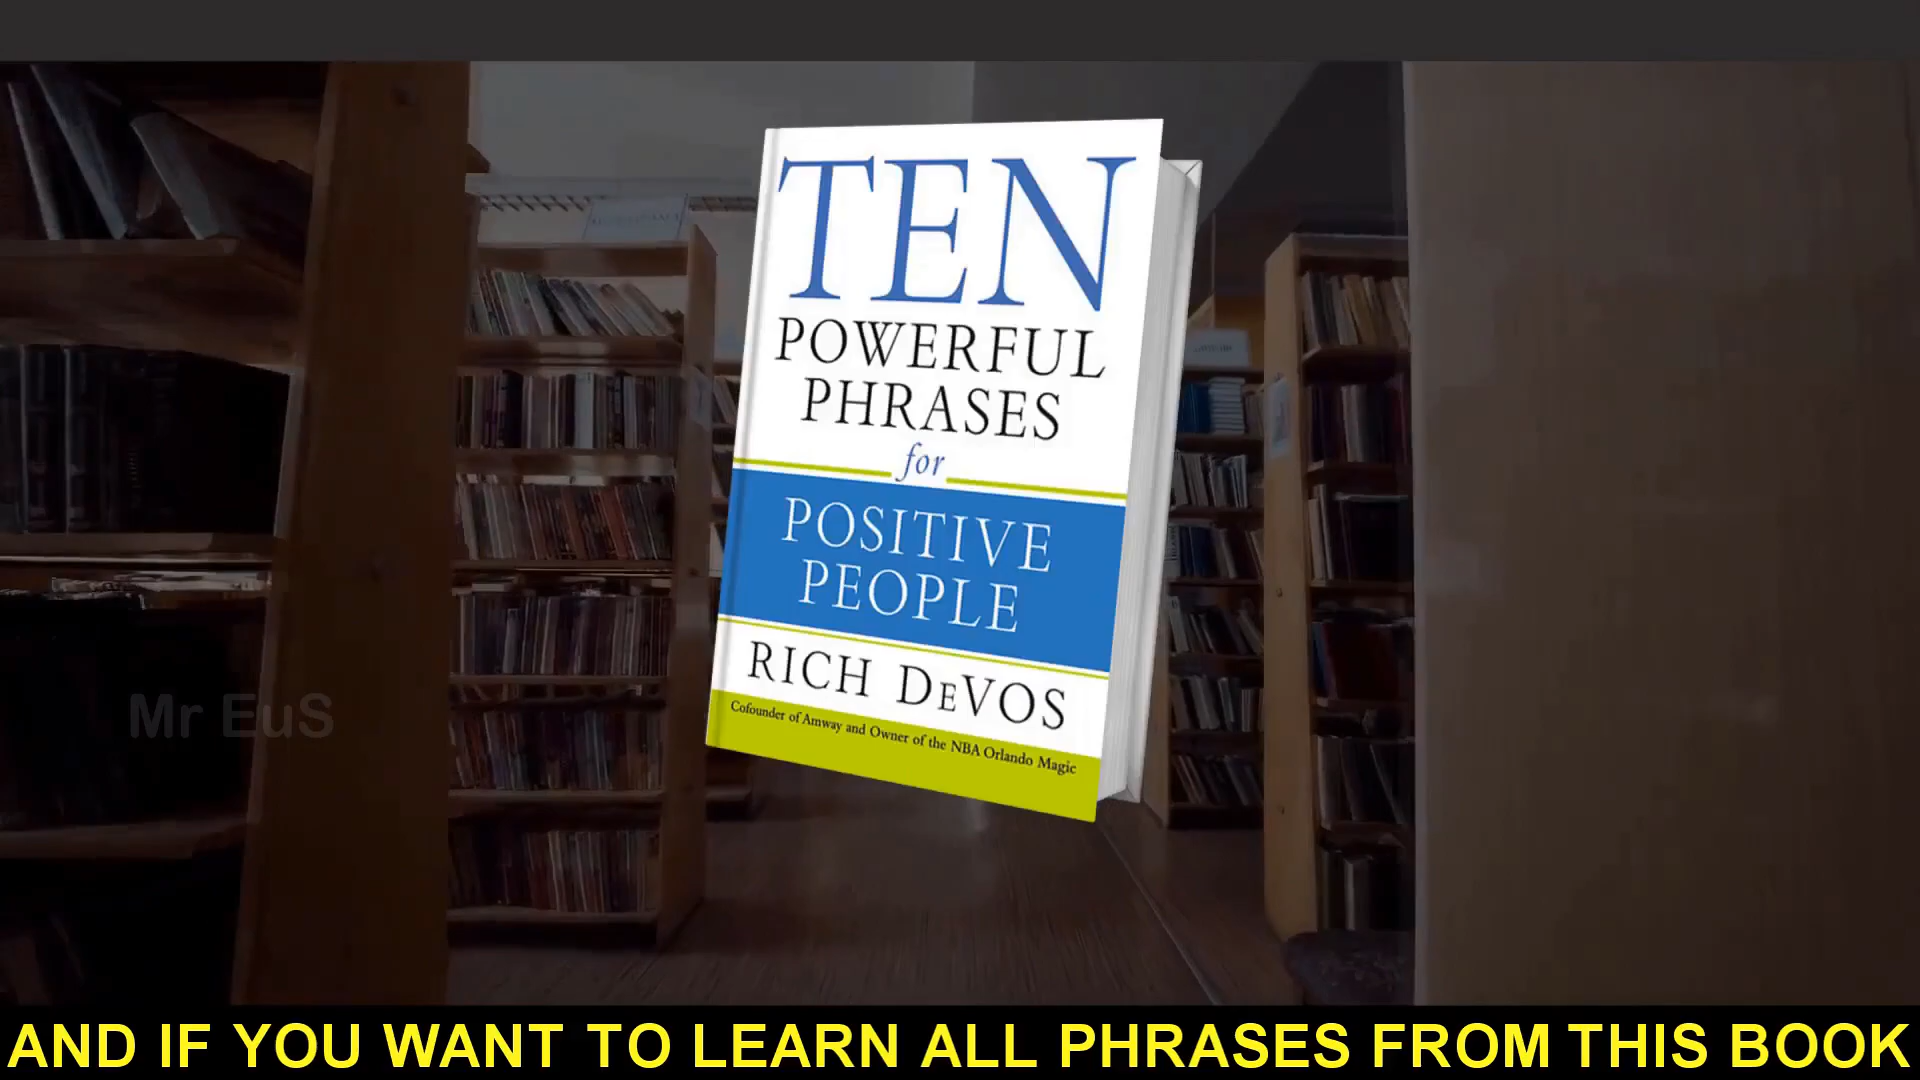 TEN
POWERFUL
PHRASES
for
POSITIVE
PEOPLE
RICH DeVOS
Cofounder of Amway and Owner of the NBA Orlando Magic
Mr EuS
AND IF YOU WANT TO LEARN ALL PHRASES FROM THIS BOOK